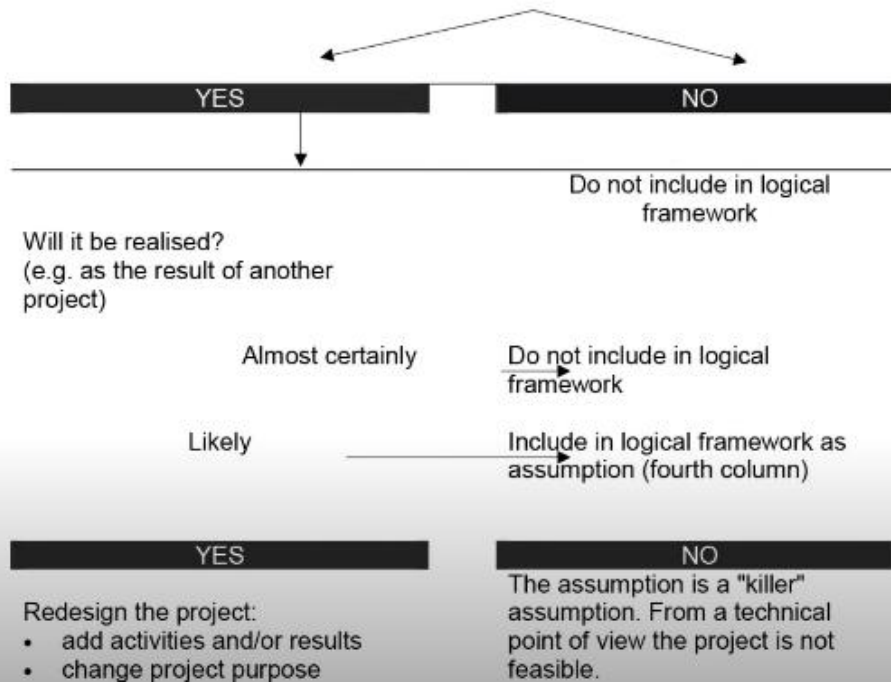 YES
NO
Do not include in logical
framework
Will it be realised?
(e.g. as the result of another
project)
Almost certainly
Do not include in logical
framework
Likely
Include in logical framework as
assumption (fourth column)
YES
NO
Redesign the project:
• add activities and/or results
• change project purpose
The assumption is a "killer"
assumption. From a technical
point of view the project is not
feasible.